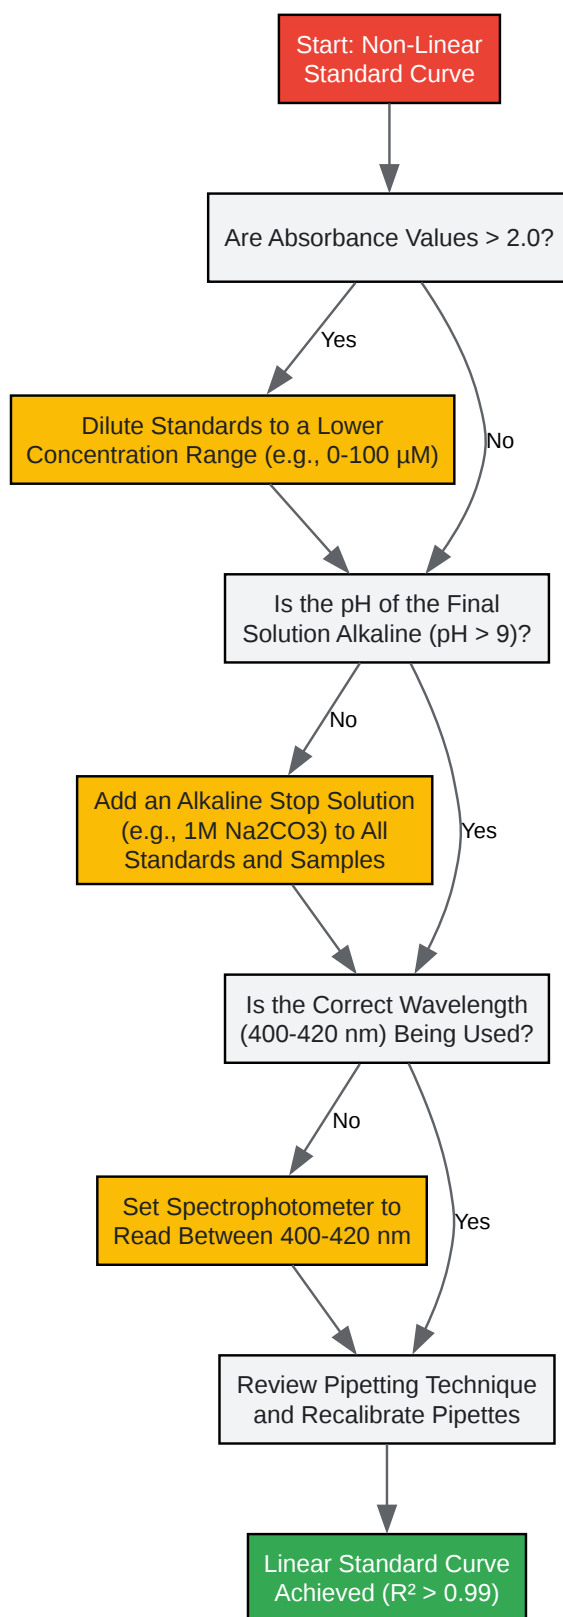 Start: Non-Linear
Standard Curve
Are Absorbance Values > 2.0?
Yes
Dilute Standards to a Lower
Concentration Range (e.g., 0-100 µM)
No
Is the pH of the Final
Solution Alkaline (pH > 9)?
No
Add an Alkaline Stop Solution
(e.g., 1M Na2CO3) to All
Standards and Samples
Yes
Is the Correct Wavelength
(400-420 nm) Being Used?
No
Set Spectrophotometer to
Read Between 400-420 nm
Yes
Review Pipetting Technique
and Recalibrate Pipettes
Linear Standard Curve
Achieved (R² > 0.99)